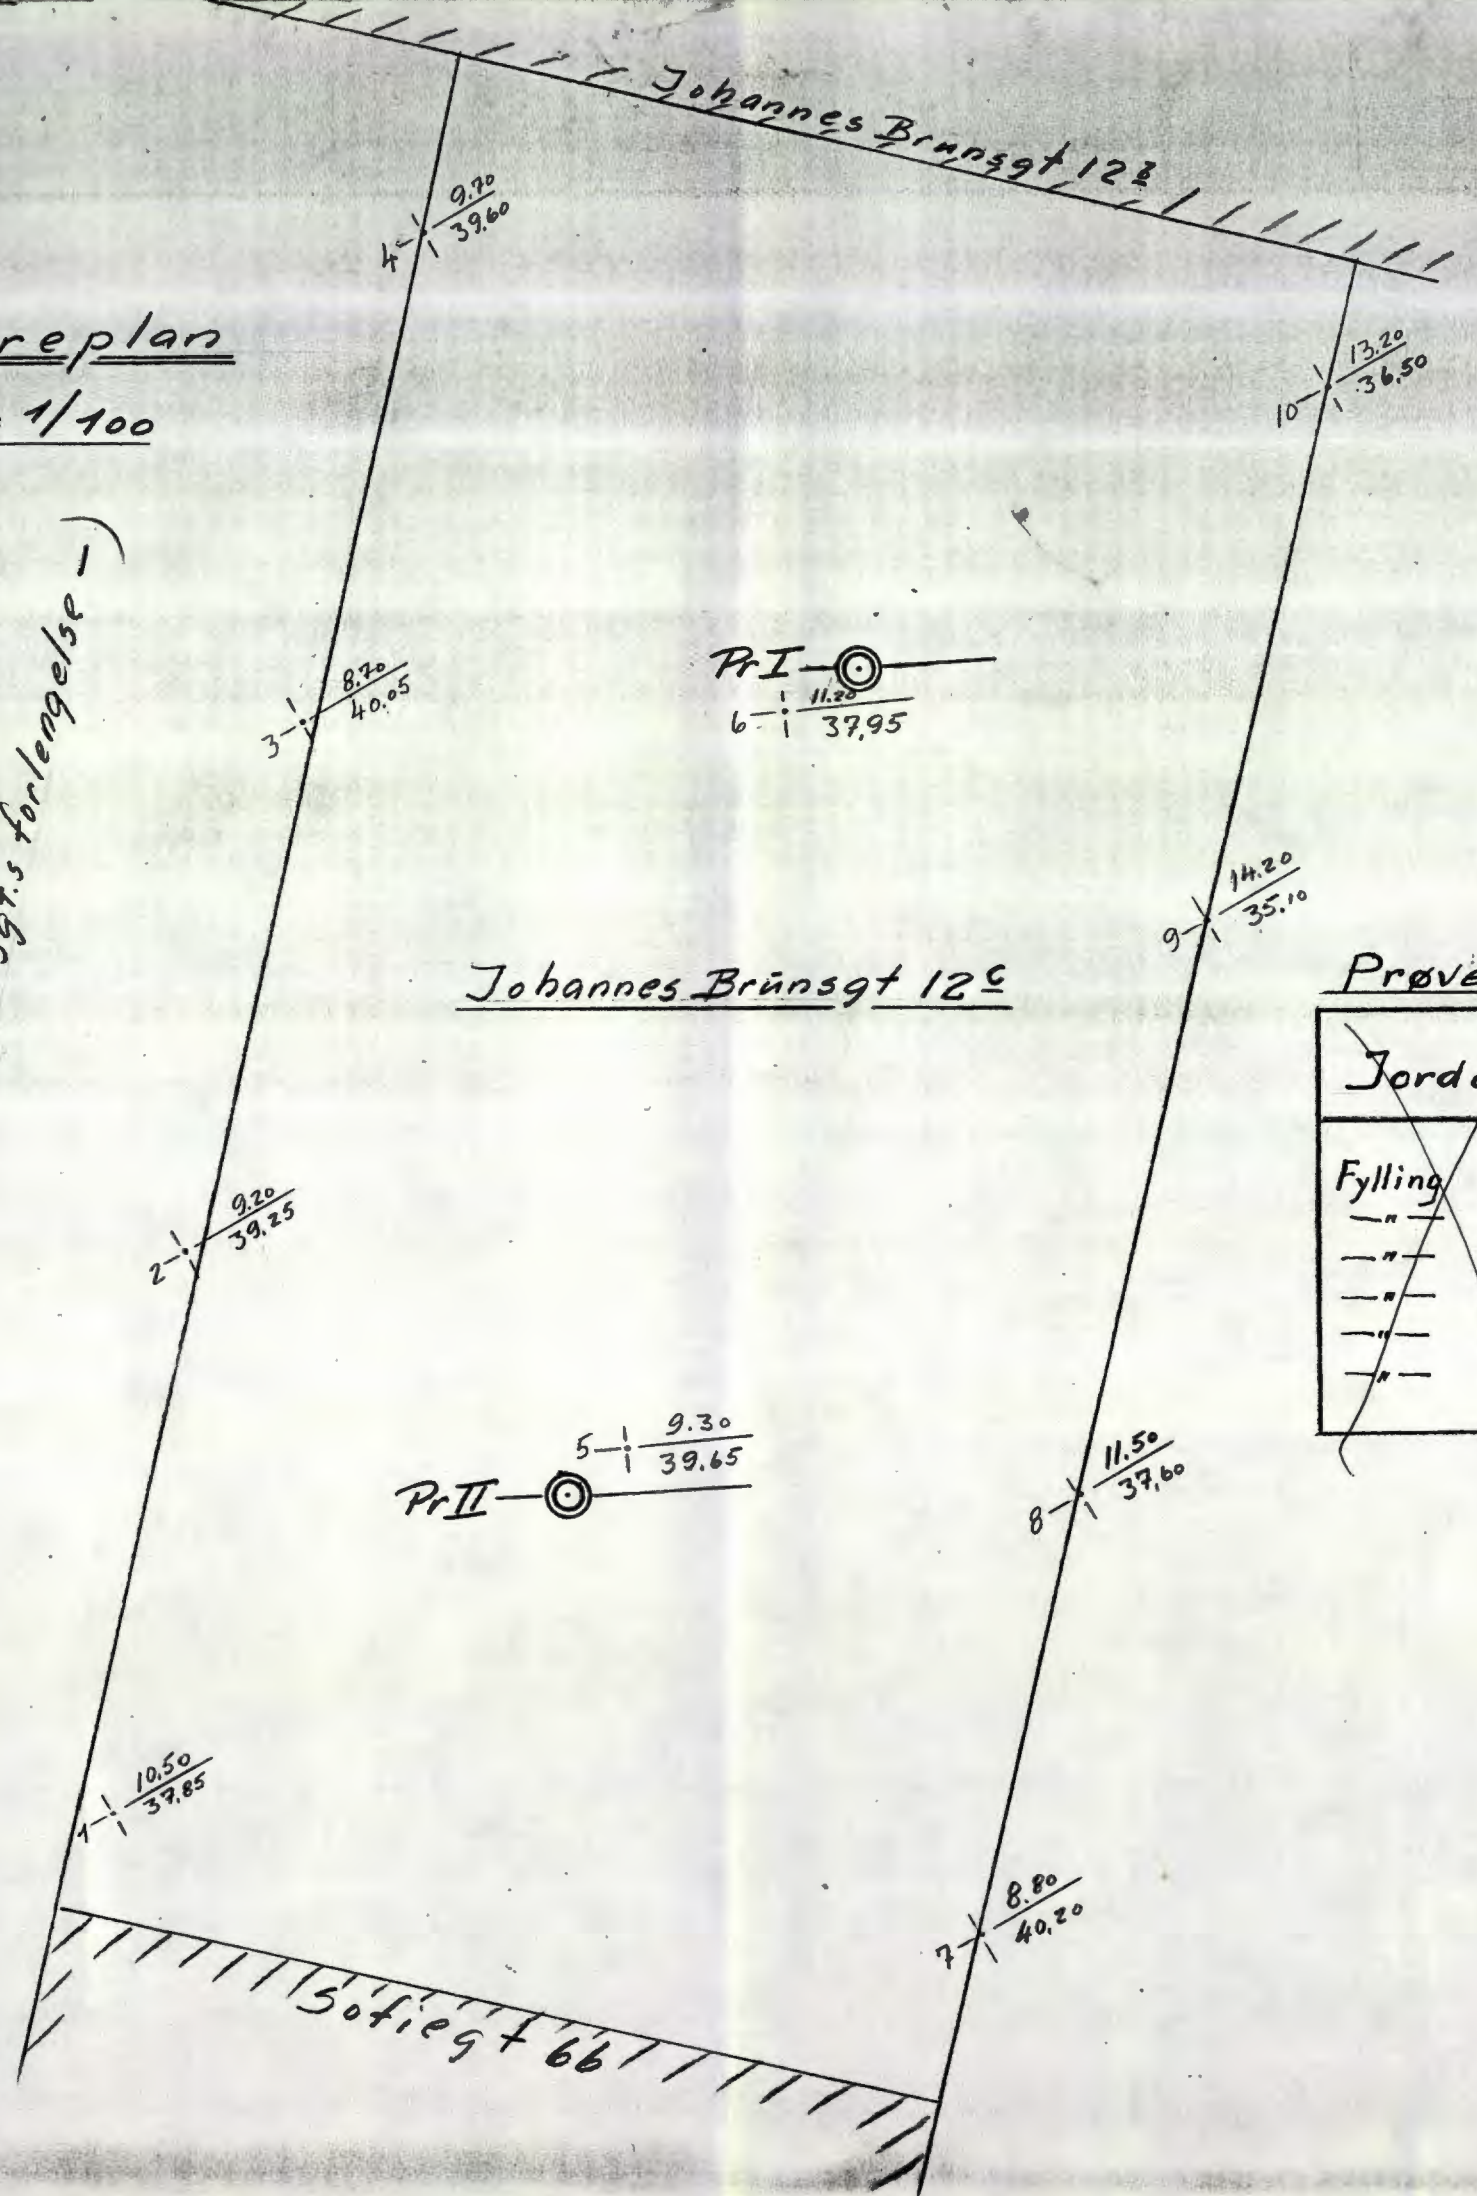 Johannes Brunsgt 12B
4 9.70
39,60
replan
1/100
13.20
10 36,50
gt.s forlengelse -)
Pr I
3 8.70
40.05
6 11.20
37,95
14.20
9 35,10
Johannes Brünsgt 12c
Prøve
Jord
Fylling
—"—
—"—
—"—
—"—
—"—
2 9.20
39,25
5 9.30
39.65
Pr II
11.50
8 37,60
10,50
1 37,85
8.80
7 40,20
Sofiegt 6b